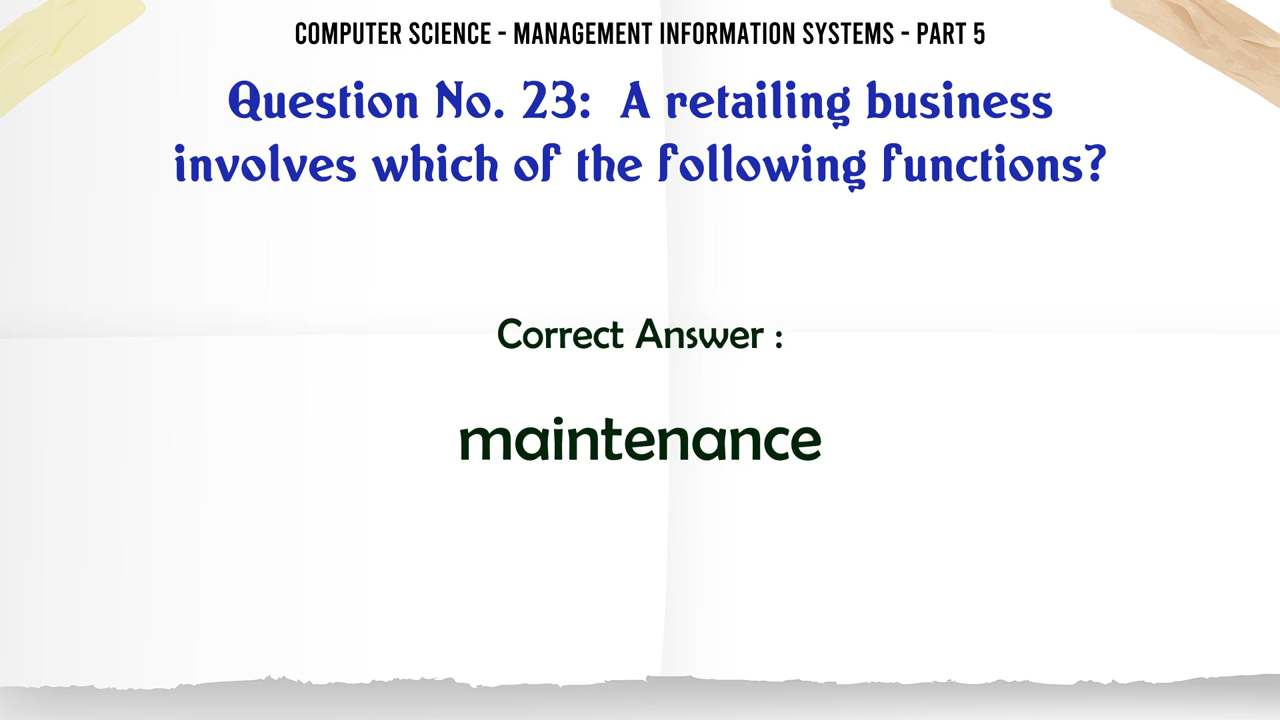 COMPUTER SCIENCE - MANAGEMENT INFORMATION SYSTEMS - PART 5
Question No. 23: A retailing business
involves which of the following functions?
Correct Answer :
maintenance